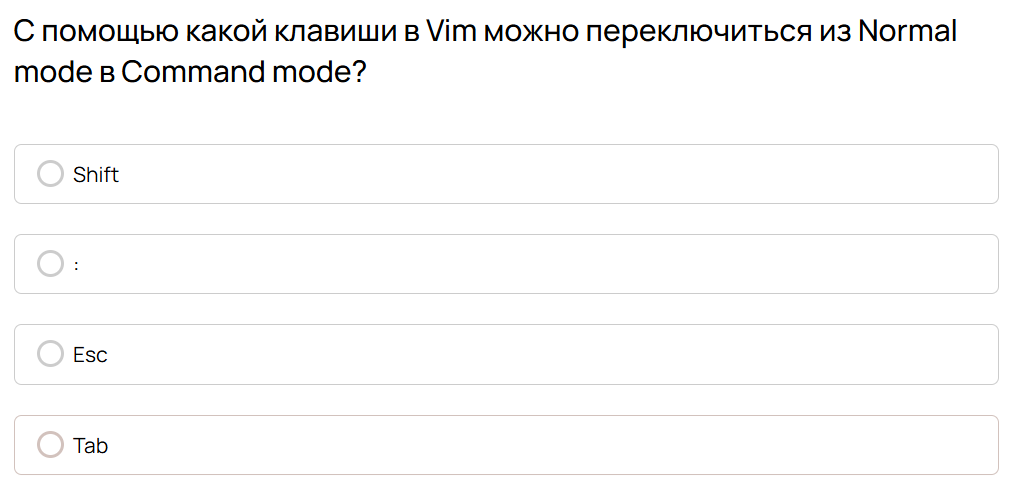 С помощью какой клавиши в Vim можно переключиться из Normal
mode в Command mode?
Shift
:
Esc
Tab